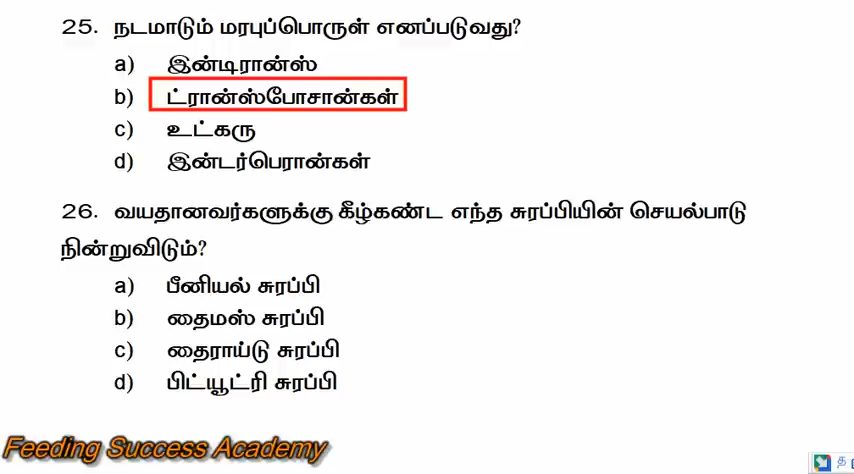 25. நடமாடும் மரபுப்பொருள் எனப்படுவது?
a) இன்டிரான்ஸ்
b) ட்ரான்ஸ்போசான்கள்
c) உட்கரு
d) இன்டர்பெரான்கள்
26. வயதானவர்களுக்கு கீழ்கண்ட எந்த சுரப்பியின் செயல்பாடு
நின்றுவிடும்?
a) பீனியல் சுரப்பி
b) தைமஸ் சுரப்பி
c) தைராய்டு சுரப்பி
d) பிட்யூட்ரி சுரப்பி
Feeding Success Academy